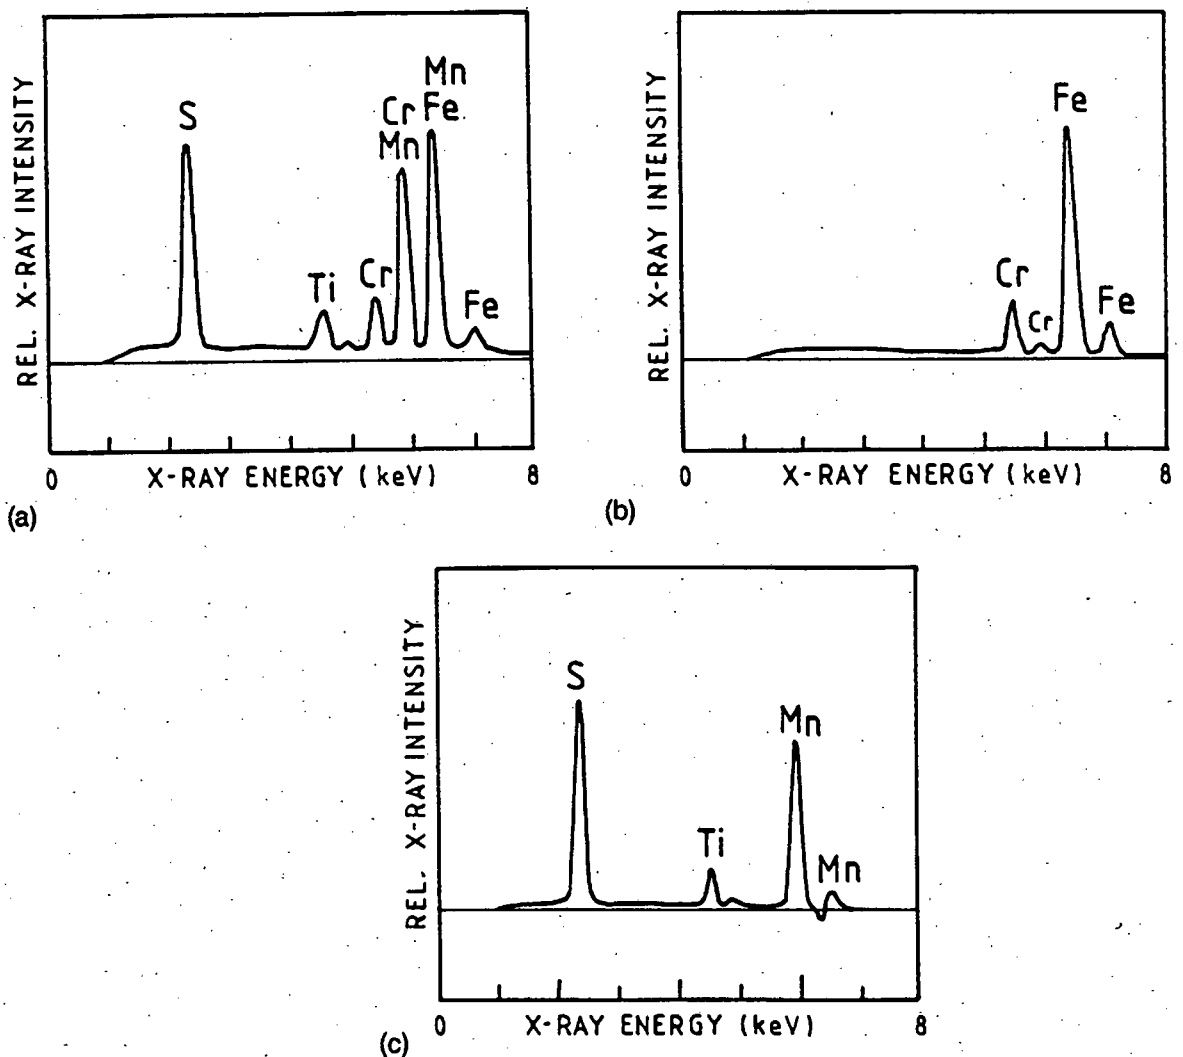 REL. X-RAY INTENSITY
S
Ti
Cr
Cr
Mn
Mn
Fe
Fe
0
X-RAY ENERGY (keV)
8
(a)
REL. X-RAY INTENSITY
Cr
Cr
Fe
Fe
0
X-RAY ENERGY (keV)
8
(b)
REL. X-RAY INTENSITY
S
Ti
Mn
Mn
0
X-RAY ENERGY (keV)
8
(c)